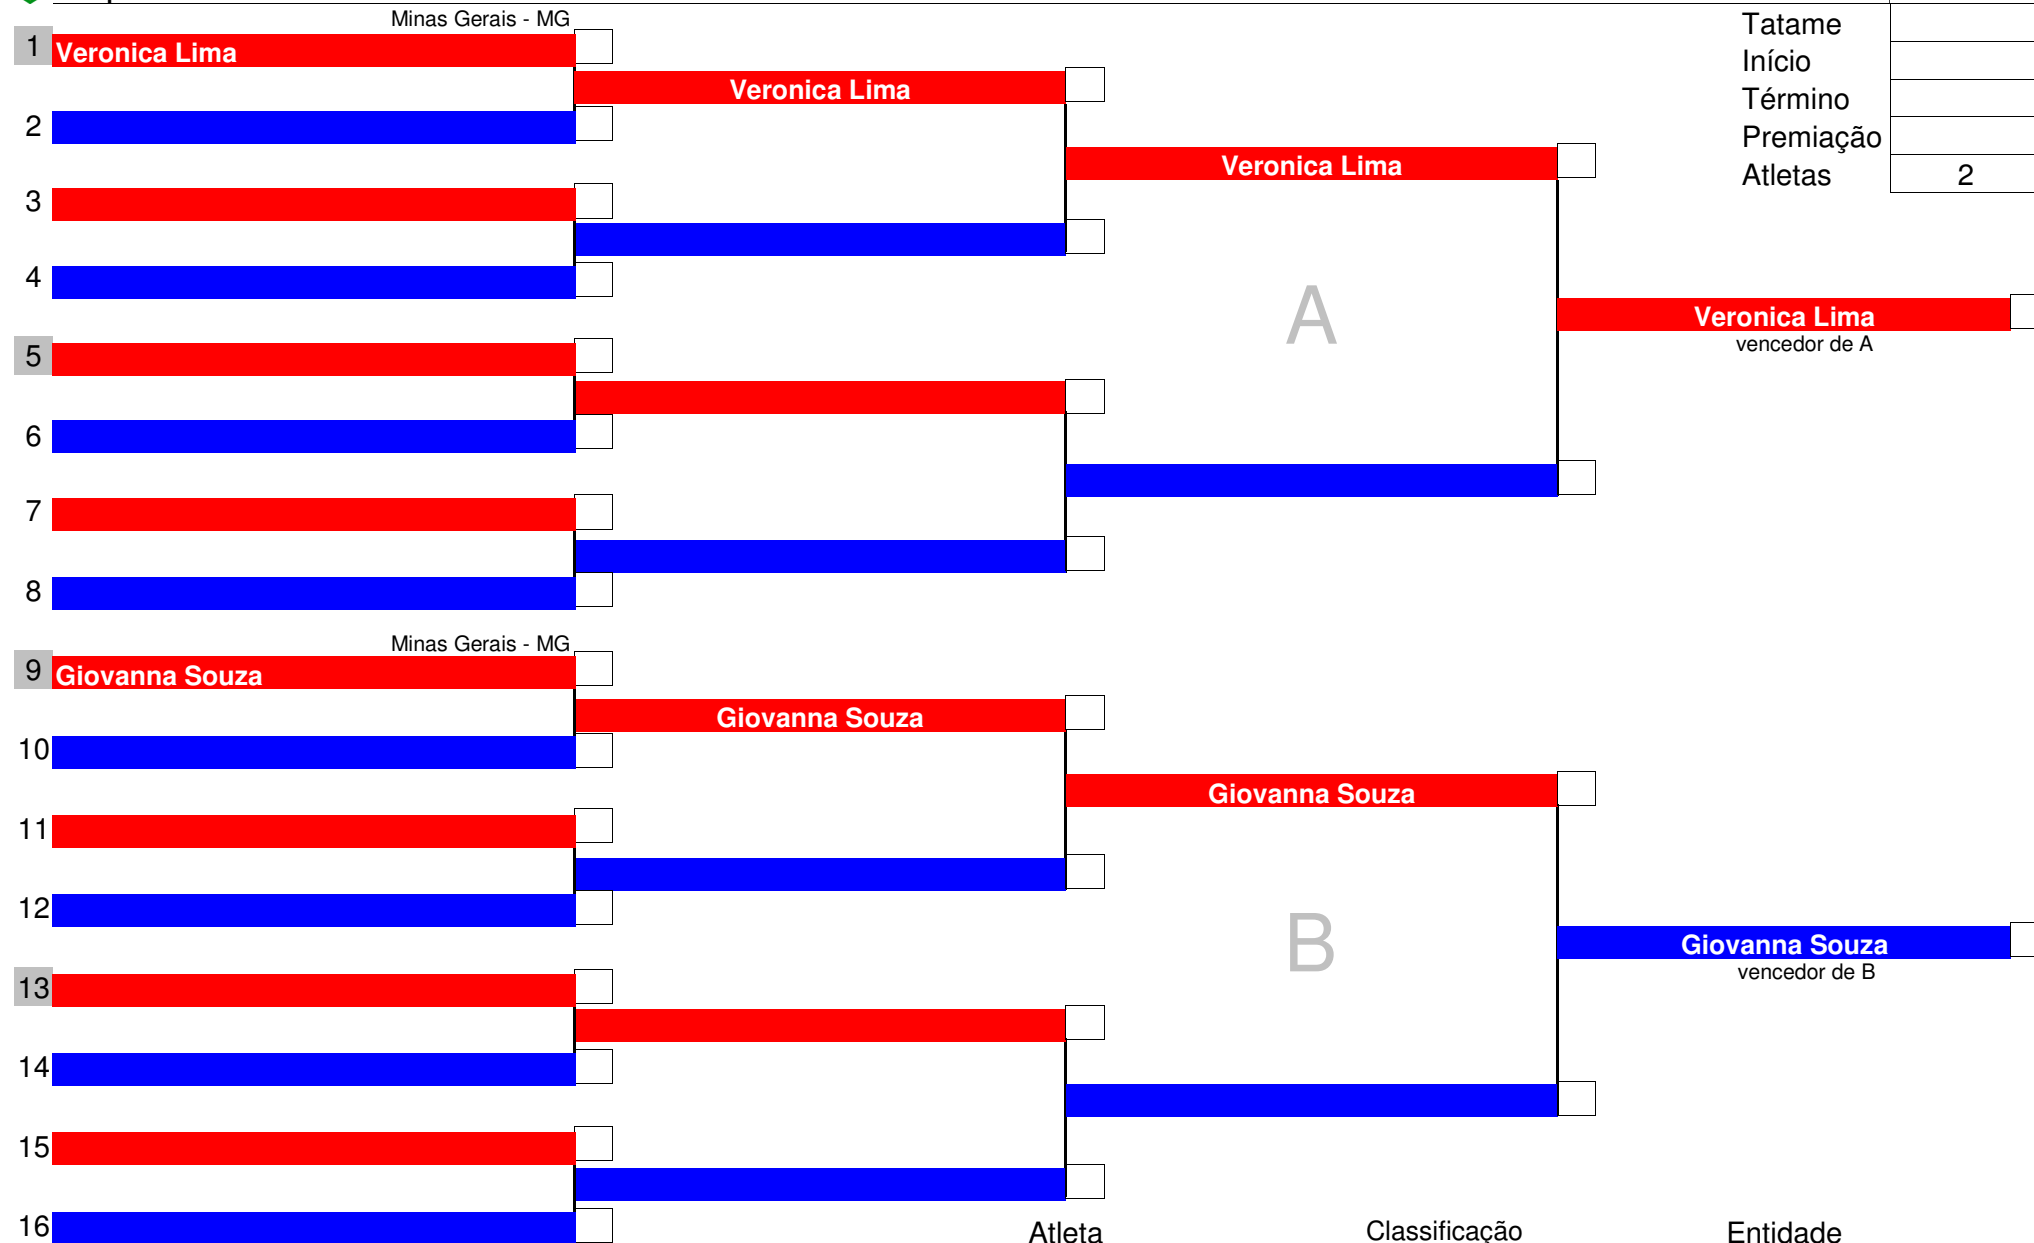 Minas Gerais - MG
Tatame
1 Veronica Lima
Início
Veronica Lima
Término
2
Premiação
Veronica Lima
Atletas 2
3
4
A
Veronica Lima
vencedor de A
5
6
7
8
Minas Gerais - MG
9 Giovanna Souza
Giovanna Souza
10
Giovanna Souza
11
12
B
Giovanna Souza
vencedor de B
13
14
15
16
Atleta Classificação Entidade